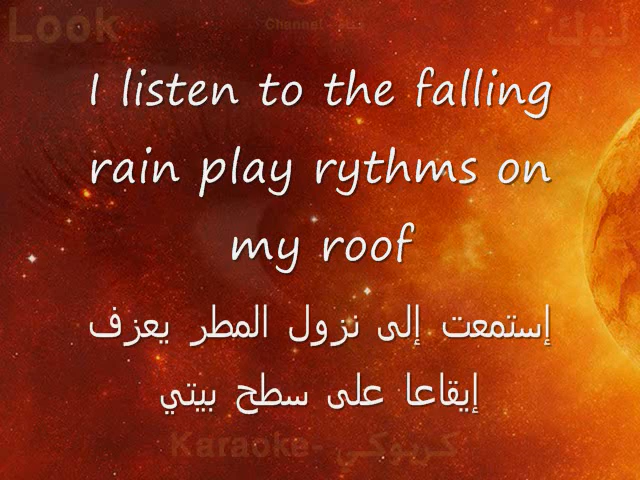 Look
Channel
لوك
I listen to the falling
rain play rythms on
my roof
إستمعت إلى نزول المطر يعزف
إيقاعا على سطح بيتي
Karaoke- كريوكي